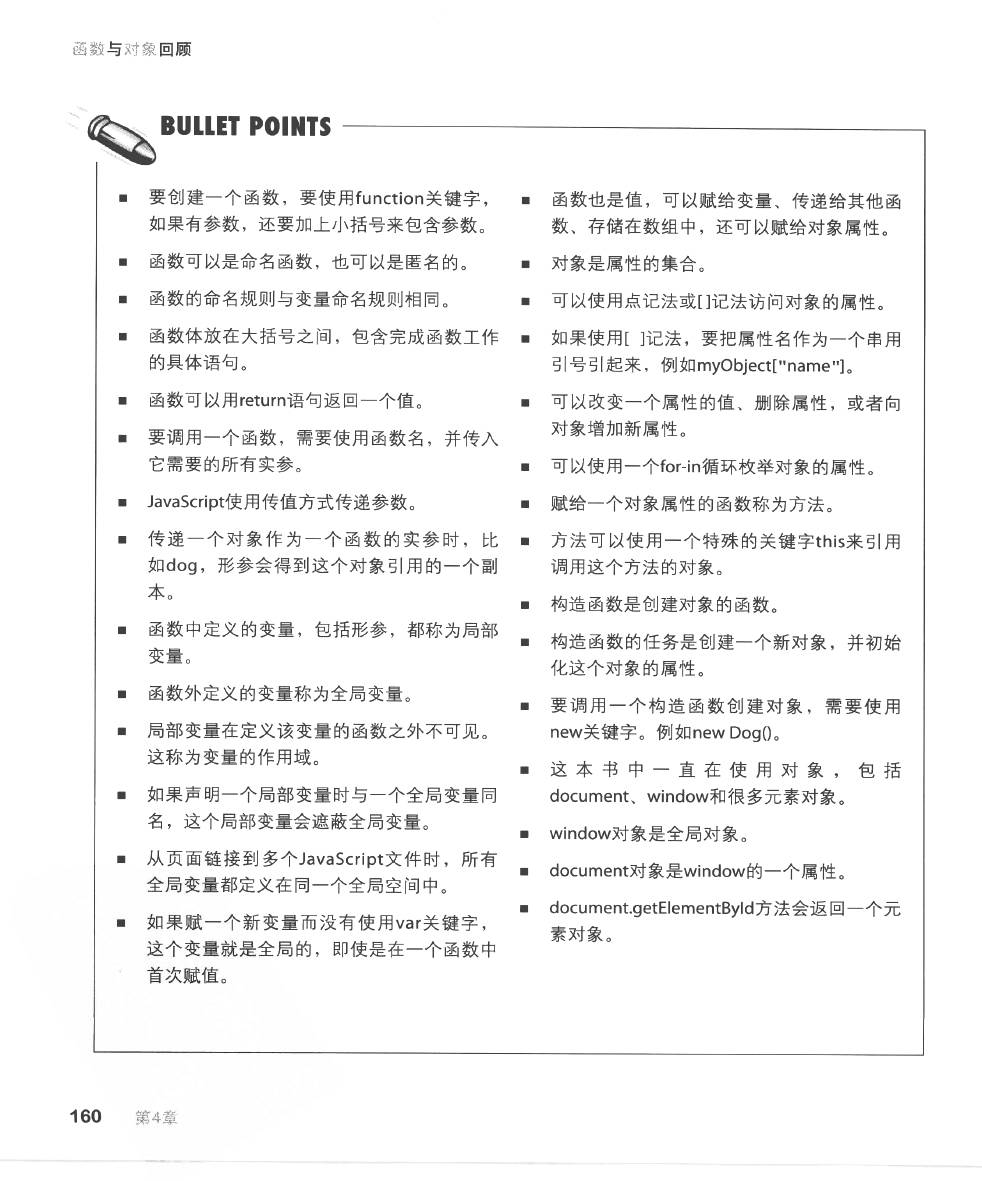 函数与对象回顾
BULLET POINTS
■ 要创建一个函数，要使用function关键字，
如果有参数，还要加上小括号来包含参数。
■ 函数可以是命名函数，也可以是匿名的。
■ 函数的命名规则与变量命名规则相同。
■ 函数体放在大括号之间，包含完成函数工作
的具体语句。
■ 函数可以用return语句返回一个值。
■ 要调用一个函数，需要使用函数名，并传入
它需要的所有实参。
■ JavaScript使用传值方式传递参数。
■ 传递一个对象作为一个函数的实参时，比
如dog，形参会得到这个对象引用的一个副
本。
■ 函数中定义的变量，包括形参，都称为局部
变量。
■ 函数外定义的变量称为全局变量。
■ 局部变量在定义该变量的函数之外不可见。
这称为变量的作用域。
■ 如果声明一个局部变量时与一个全局变量同
名，这个局部变量会遮蔽全局变量。
■ 从页面链接到多个JavaScript文件时，所有
全局变量都定义在同一个全局空间中。
■ 如果赋一个新变量而没有使用var关键字，
这个变量就是全局的，即使是在一个函数中
首次赋值。
■ 函数也是值，可以赋给变量、传递给其他函
数、存储在数组中，还可以赋给对象属性。
■ 对象是属性的集合。
■ 可以使用点记法或[]记法访问对象的属性。
■ 如果使用[ ]记法，要把属性名作为一个串用
引号引起来，例如myObject["name"]。
■ 可以改变一个属性的值、删除属性，或者向
对象增加新属性。
■ 可以使用一个for-in循环枚举对象的属性。
■ 赋给一个对象属性的函数称为方法。
■ 方法可以使用一个特殊的关键字this来引用
调用这个方法的对象。
■ 构造函数是创建对象的函数。
■ 构造函数的任务是创建一个新对象，并初始
化这个对象的属性。
■ 要调用一个构造函数创建对象，需要使用
new关键字。例如new Dog()。
■ 这本书中一直在使用对象，包括
document、window和很多元素对象。
■ window对象是全局对象。
■ document对象是window的一个属性。
■ document.getElementById方法会返回一个元
素对象。
160 第4章